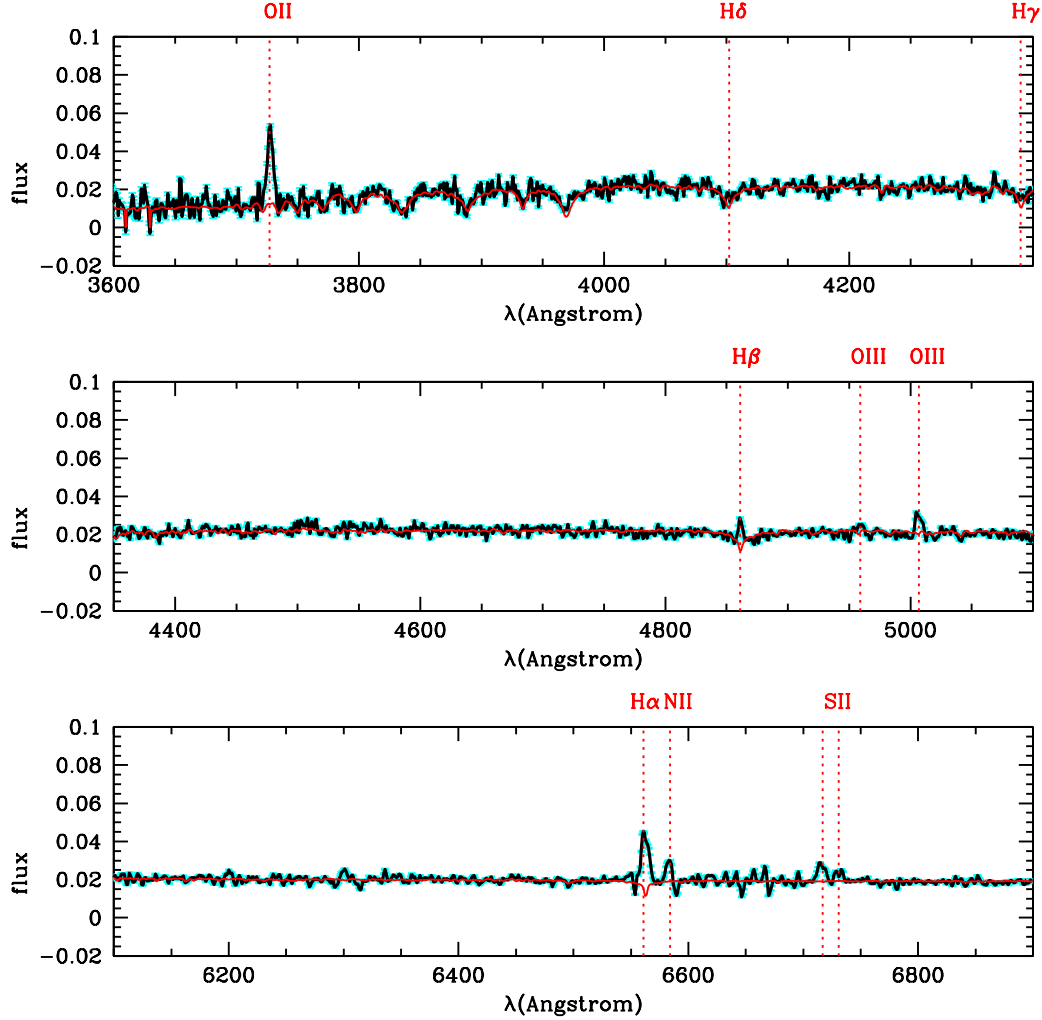 OII Hδ Hγ
0.1
0.08
0.06
0.04
0.02
0
−0.02
flux
3600 3800 4000 4200
λ(Angstrom)
Hβ OIII OIII
0.1
0.08
0.06
0.04
0.02
0
−0.02
flux
4400 4600 4800 5000
λ(Angstrom)
Hα NII SII
0.1
0.08
0.06
0.04
0.02
0
−0.02
flux
6200 6400 6600 6800
λ(Angstrom)